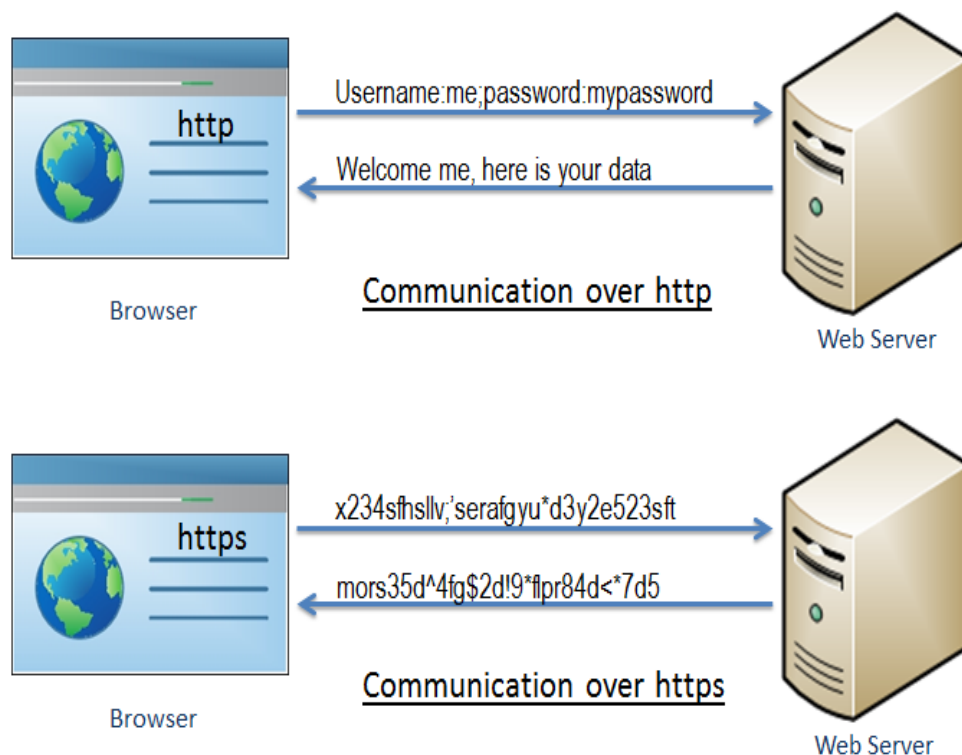 http
Username:me;password:mypassword
Welcome me, here is your data
Communication over http
Browser
Web Server
https
x234sfhsllv;’serafgyu*d3y2e523sft
mors35d^4fg$2d!9*flpr84d<*7d5
Communication over https
Browser
Web Server